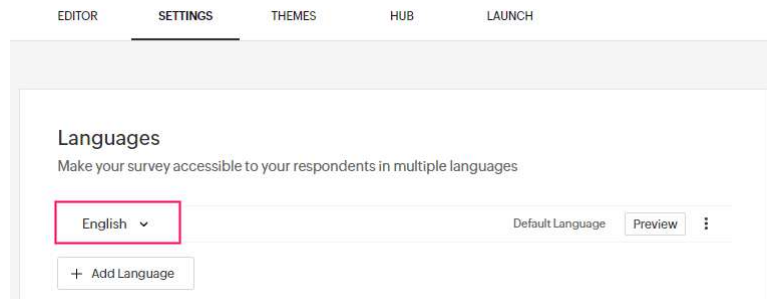 EDITOR SETTINGS THEMES HUB LAUNCH
Languages
Make your survey accessible to your respondents in multiple languages
English Default Language Preview
+ Add Language